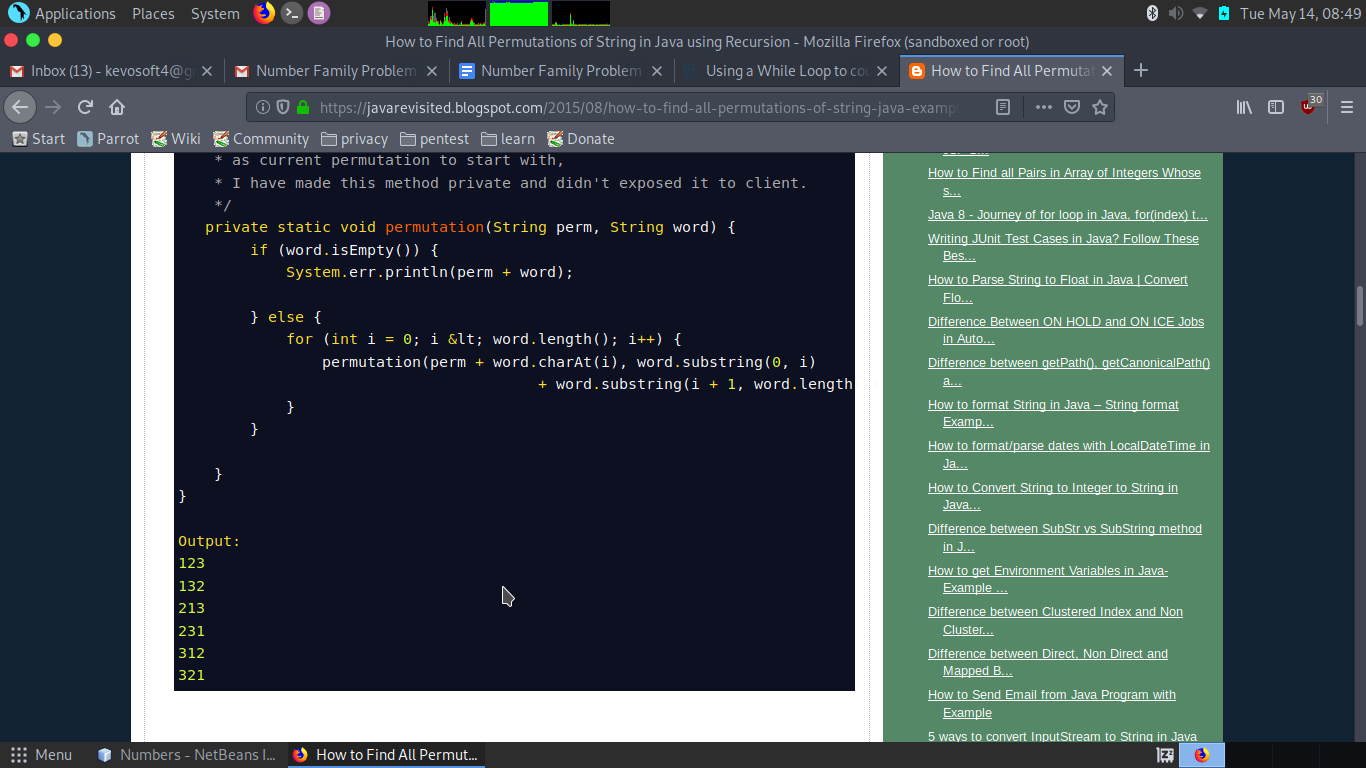 Applications Places System Tue May 14, 08:49
How to Find All Permutations of String in Java using Recursion - Mozilla Firefox (sandboxed or root)
Inbox (13) - kevosoft4@g Number Family Problem Number Family Problem Using a While Loop to co How to Find All Permuta
https://javarevisited.blogspot.com/2015/08/how-to-find-all-permutations-of-string-java-examp 30
Start Parrot Wiki Community privacy pentest learn Donate
* as current permutation to start with,
* I have made this method private and didn't exposed it to client.
*/
private static void permutation(String perm, String word) {
if (word.isEmpty()) {
System.err.println(perm + word);
} else {
for (int i = 0; i &lt; word.length(); i++) {
permutation(perm + word.charAt(i), word.substring(0, i)
+ word.substring(i + 1, word.length
}
}
}
}
Output:
123
132
213
231
312
321
How to Find all Pairs in Array of Integers Whose
s...
Java 8 - Journey of for loop in Java, for(index) t...
Writing JUnit Test Cases in Java? Follow These
Bes...
How to Parse String to Float in Java | Convert
Flo...
Difference Between ON HOLD and ON ICE Jobs
in Auto...
Difference between getPath(), getCanonicalPath()
a...
How to format String in Java – String format
Examp...
How to format/parse dates with LocalDateTime in
Ja...
How to Convert String to Integer to String in
Java...
Difference between SubStr vs SubString method
in J...
How to get Environment Variables in Java-
Example ...
Difference between Clustered Index and Non
Cluster...
Difference between Direct, Non Direct and
Mapped B...
How to Send Email from Java Program with
Example
5 ways to convert InputStream to String in Java
Menu Numbers - NetBeans I... How to Find All Permut...